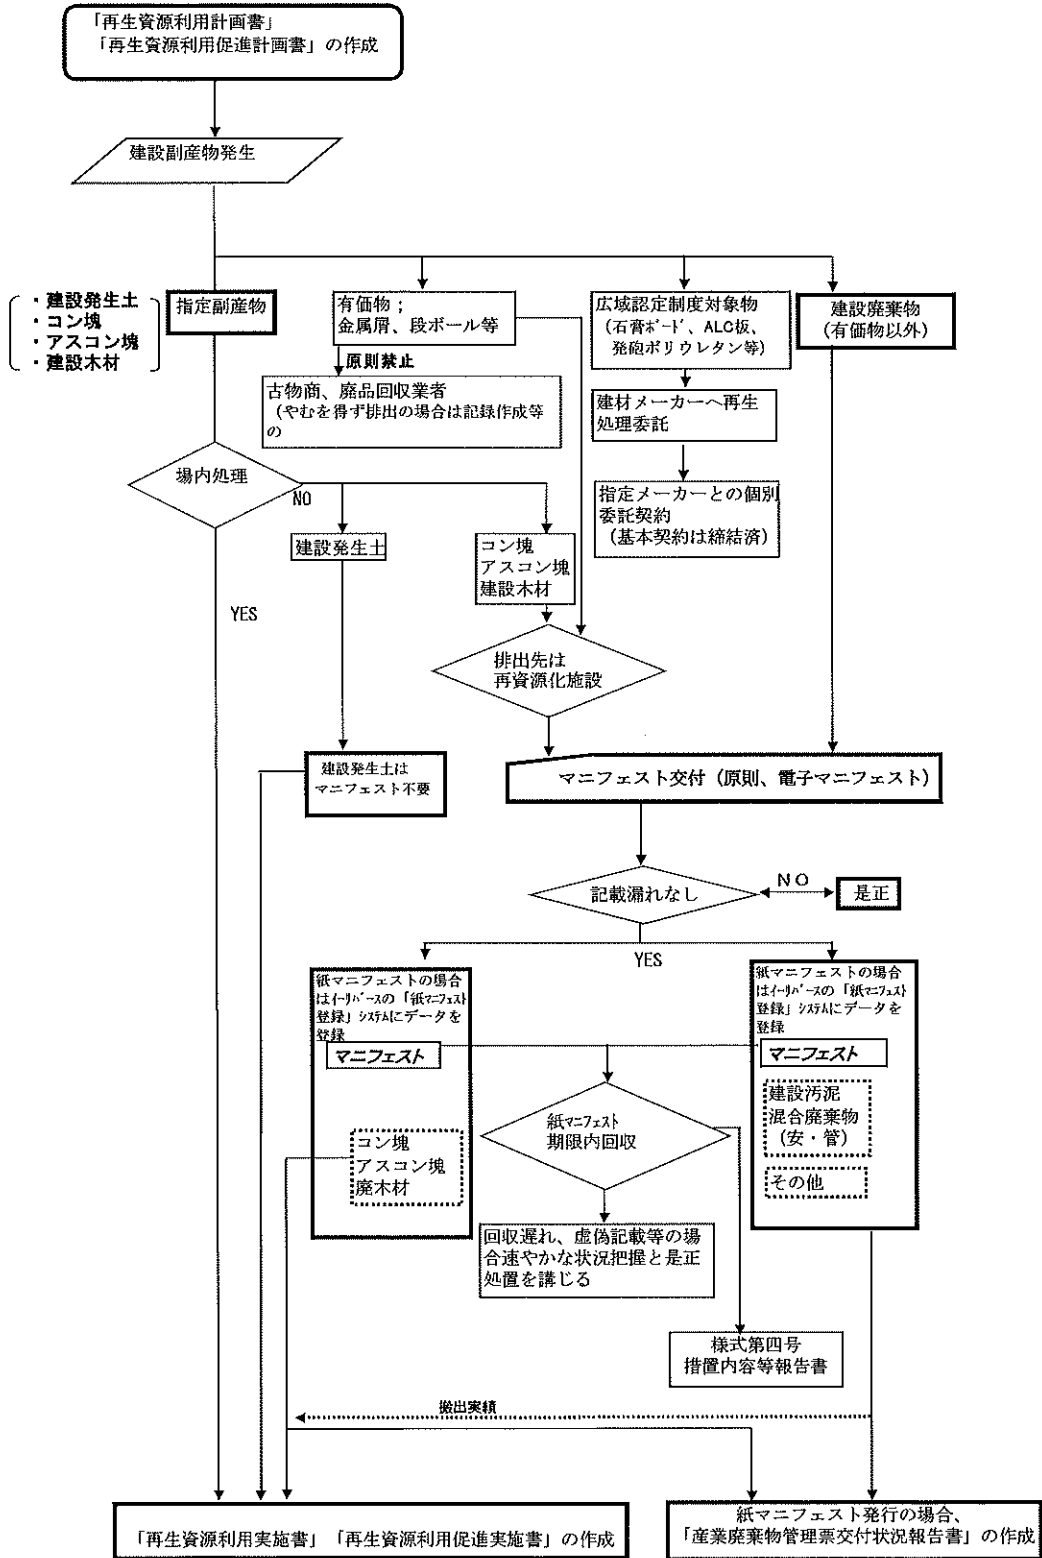 「再生資源利用計画書」
「再生資源利用促進計画書」の作成
建設副産物発生
・建設発生土
・コン塊
・アスコン塊
・建設木材
指定副産物
有価物；
金属屑、段ボール等
広域認定制度対象物
（石膏ボード、ALC板、
発砲ポリウレタン等）
建設廃棄物
（有価物以外）
原則禁止
古物商、廃品回収業者
（やむを得ず排出の場合は記録作成等
の
建材メーカーへ再生
処理委託
場内処理
NO
指定メーカーとの個別
委託契約
（基本契約は締結済）
建設発生土
コン塊
アスコン塊
建設木材
YES
排出先は
再資源化施設
建設発生土は
マニフェスト不要
マニフェスト交付（原則、電子マニフェスト）
記載漏れなし
ＮＯ
是正
YES
紙マニフェストの場合
はイーリバースの「紙マニフェスト
登録」システムにデータを
登録
マニフェスト
コン塊
アスコン塊
廃木材
紙マニフェスト
期限内回収
紙マニフェストの場合
はイーリバースの「紙マニフェスト
登録」システムにデータを
登録
マニフェスト
建設汚泥
混合廃棄物
（安・管）
その他
回収遅れ、虚偽記載等の場
合速やかな状況把握と是正
処置を講じる
様式第四号
措置内容等報告書
搬出実績
「再生資源利用実施書」「再生資源利用促進実施書」の作成
紙マニフェスト発行の場合、
「産業廃棄物管理票交付状況報告書」の作成